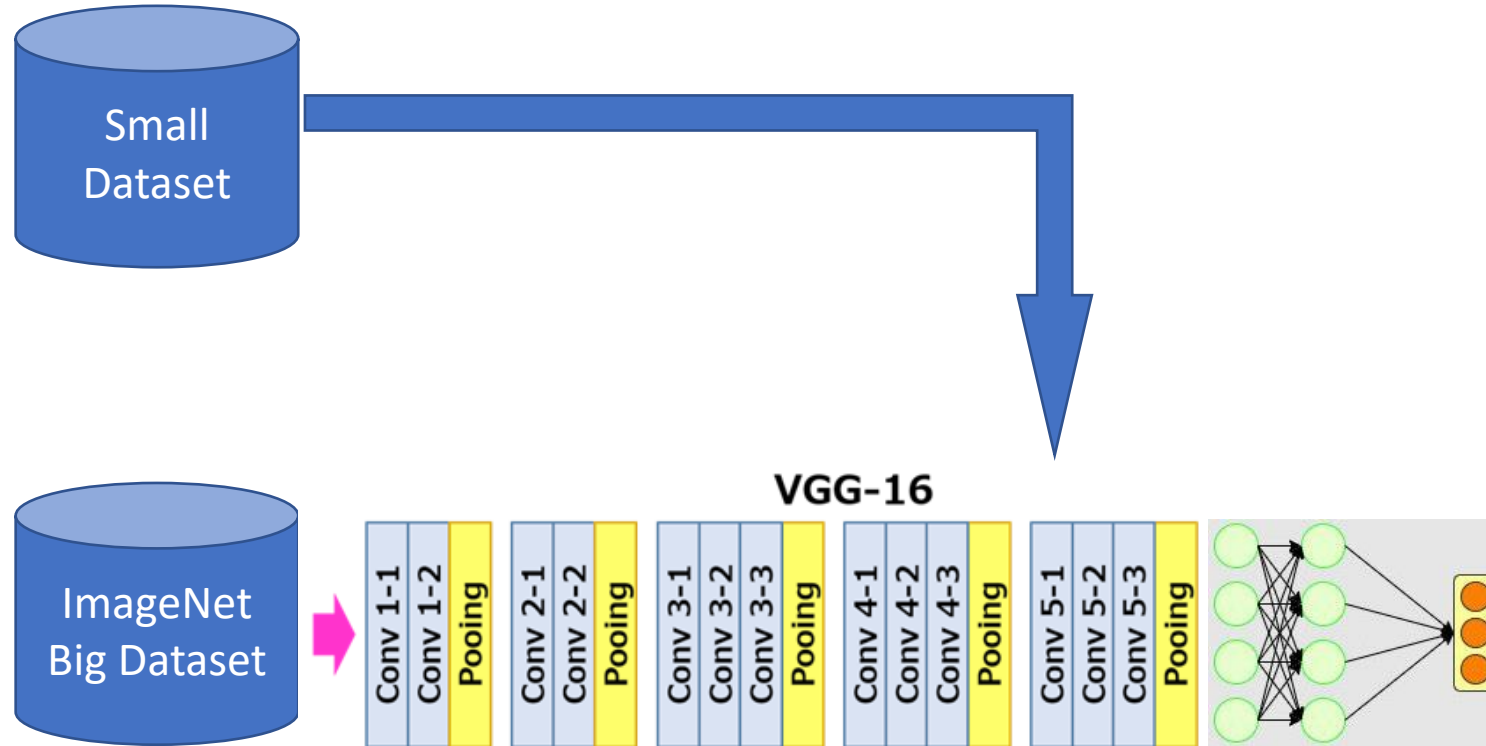 Small
Dataset
VGG-16
ImageNet
Big Dataset
Conv 1-1
Conv 1-2
Pooing
Conv 2-1
Conv 2-2
Pooing
Conv 3-1
Conv 3-2
Conv 3-3
Pooing
Conv 4-1
Conv 4-2
Conv 4-3
Pooing
Conv 5-1
Conv 5-2
Conv 5-3
Pooing